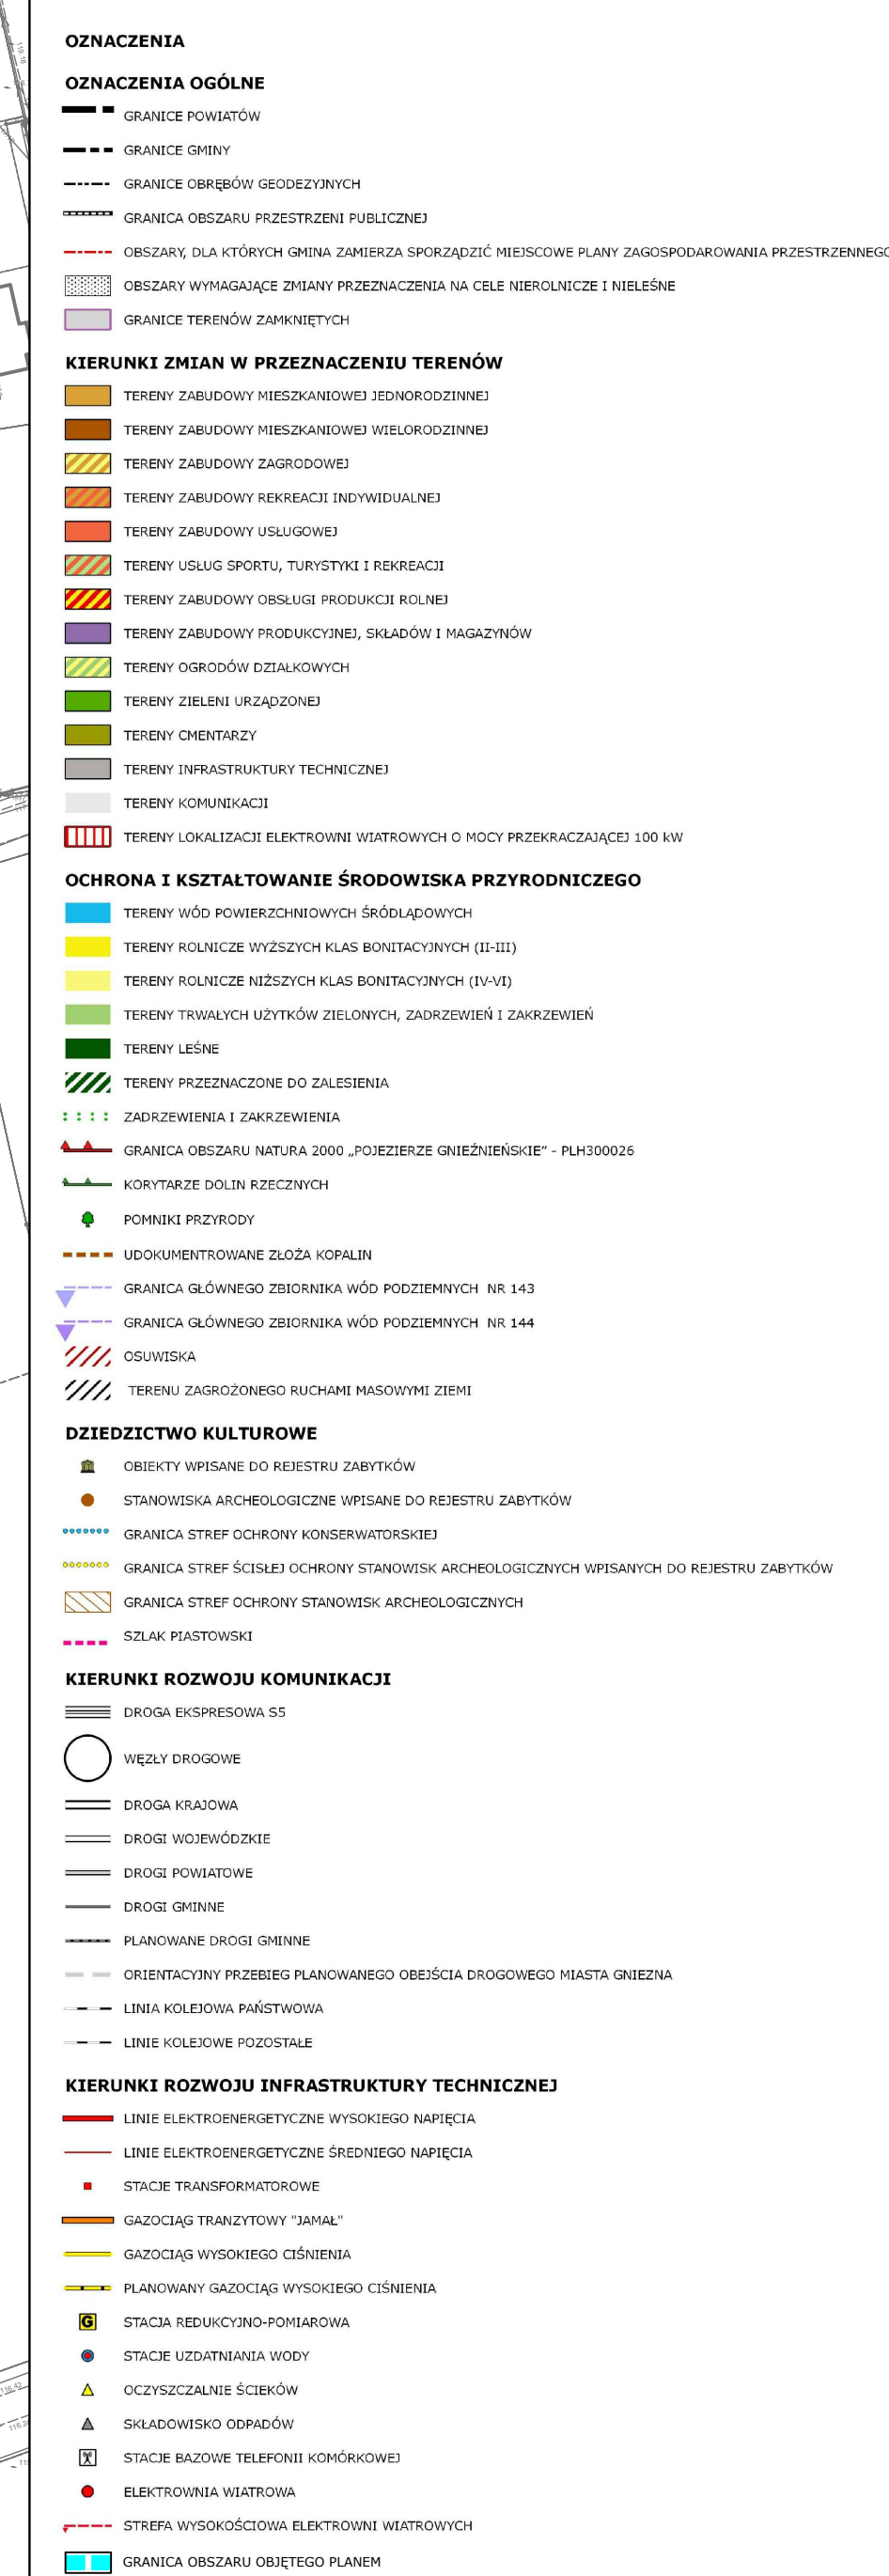 OZNACZENIA
OZNACZENIA OGÓLNE
GRANICE POWIATÓW
GRANICE GMINY
GRANICE OBRĘBÓW GEODEZYJNYCH
GRANICA OBSZARU PRZESTRZENI PUBLICZNEJ
OBSZARY, DLA KTÓRYCH GMINA ZAMIERZA SPORZĄDZIĆ MIEJSCOWE PLANY ZAGOSPODAROWANIA PRZESTRZENNEGO
OBSZARY WYMAGAJĄCE ZMIANY PRZEZNACZENIA NA CELE NIEROLNICZE I NIELEŚNE
GRANICE TERENÓW ZAMKNIĘTYCH
KIERUNKI ZMIAN W PRZEZNACZENIU TERENÓW
TERENY ZABUDOWY MIESZKANIOWEJ JEDNORODZINNEJ
TERENY ZABUDOWY MIESZKANIOWEJ WIELORODZINNEJ
TERENY ZABUDOWY ZAGRODOWEJ
TERENY ZABUDOWY REKREACJI INDYWIDUALNEJ
TERENY ZABUDOWY USŁUGOWEJ
TERENY USŁUG SPORTU, TURYSTYKI I REKREACJI
TERENY ZABUDOWY OBSŁUGI PRODUKCJI ROLNEJ
TERENY ZABUDOWY PRODUKCYJNEJ, SKŁADÓW I MAGAZYNÓW
TERENY OGRODÓW DZIAŁKOWYCH
TERENY ZIELENI URZĄDZONEJ
TERENY CMENTARZY
TERENY INFRASTRUKTURY TECHNICZNEJ
TERENY KOMUNIKACJI
TERENY LOKALIZACJI ELEKTROWNI WIATROWYCH O MOCY PRZEKRACZAJĄCEJ 100 kW
OCHRONA I KSZTAŁTOWANIE ŚRODOWISKA PRZYRODNICZEGO
TERENY WÓD POWIERZCHNIOWYCH ŚRÓDLĄDOWYCH
TERENY ROLNICZE WYŻSZYCH KLAS BONITACYJNYCH (II-III)
TERENY ROLNICZE NIŻSZYCH KLAS BONITACYJNYCH (IV-VI)
TERENY TRWAŁYCH UŻYTKÓW ZIELONYCH, ZADRZEWIEŃ I ZAKRZEWIEŃ
TERENY LEŚNE
TERENY PRZEZNACZONE DO ZALESIENIA
ZADRZEWIENIA I ZAKRZEWIENIA
GRANICA OBSZARU NATURA 2000 „POJEZIERZE GNIEŹNIEŃSKIE” - PLH300026
KORYTARZE DOLIN RZECZNYCH
POMNIKI PRZYRODY
UDOKUMENTROWANE ZŁOŻA KOPALIN
GRANICA GŁÓWNEGO ZBIORNIKA WÓD PODZIEMNYCH NR 143
GRANICA GŁÓWNEGO ZBIORNIKA WÓD PODZIEMNYCH NR 144
OSUWISKA
TERENU ZAGROŻONEGO RUCHAMI MASOWYMI ZIEMI
DZIEDZICTWO KULTUROWE
OBIEKTY WPISANE DO REJESTRU ZABYTKÓW
STANOWISKA ARCHEOLOGICZNE WPISANE DO REJESTRU ZABYTKÓW
GRANICA STREF OCHRONY KONSERWATORSKIEJ
GRANICA STREF ŚCISŁEJ OCHRONY STANOWISK ARCHEOLOGICZNYCH WPISANYCH DO REJESTRU ZABYTKÓW
GRANICA STREF OCHRONY STANOWISK ARCHEOLOGICZNYCH
SZLAK PIASTOWSKI
KIERUNKI ROZWOJU KOMUNIKACJI
DROGA EKSPRESOWA S5
WĘZŁY DROGOWE
DROGA KRAJOWA
DROGI WOJEWÓDZKIE
DROGI POWIATOWE
DROGI GMINNE
PLANOWANE DROGI GMINNE
ORIENTACYJNY PRZEBIEG PLANOWANEGO OBEJŚCIA DROGOWEGO MIASTA GNIEZNA
LINIA KOLEJOWA PAŃSTWOWA
LINIE KOLEJOWE POZOSTAŁE
KIERUNKI ROZWOJU INFRASTRUKTURY TECHNICZNEJ
LINIE ELEKTROENERGETYCZNE WYSOKIEGO NAPIĘCIA
LINIE ELEKTROENERGETYCZNE ŚREDNIEGO NAPIĘCIA
STACJE TRANSFORMATOROWE
GAZOCIĄG TRANZYTOWY "JAMAŁ"
GAZOCIĄG WYSOKIEGO CIŚNIENIA
PLANOWANY GAZOCIĄG WYSOKIEGO CIŚNIENIA
G STACJA REDUKCYJNO-POMIAROWA
STACJE UZDATNIANIA WODY
OCZYSZCZALNIE ŚCIEKÓW
SKŁADOWISKO ODPADÓW
STACJE BAZOWE TELEFONII KOMÓRKOWEJ
ELEKTROWNIA WIATROWA
STREFA WYSOKOŚCIOWA ELEKTROWNI WIATROWYCH
GRANICA OBSZARU OBJĘTEGO PLANEM
119.18
116.42